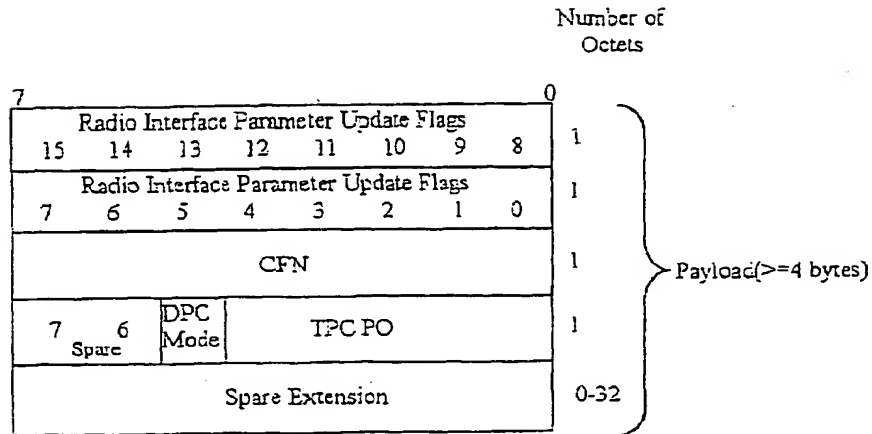 Number of
Octets
7 0
Radio Interface Parameter Update Flags
15 14 13 12 11 10 9 8
1
Radio Interface Parameter Update Flags
7 6 5 4 3 2 1 0
1
CFN
1
Payload(>=4 bytes)
7 6
Spare
DPC
Mode
TPC PO
1
Spare Extension
0-32